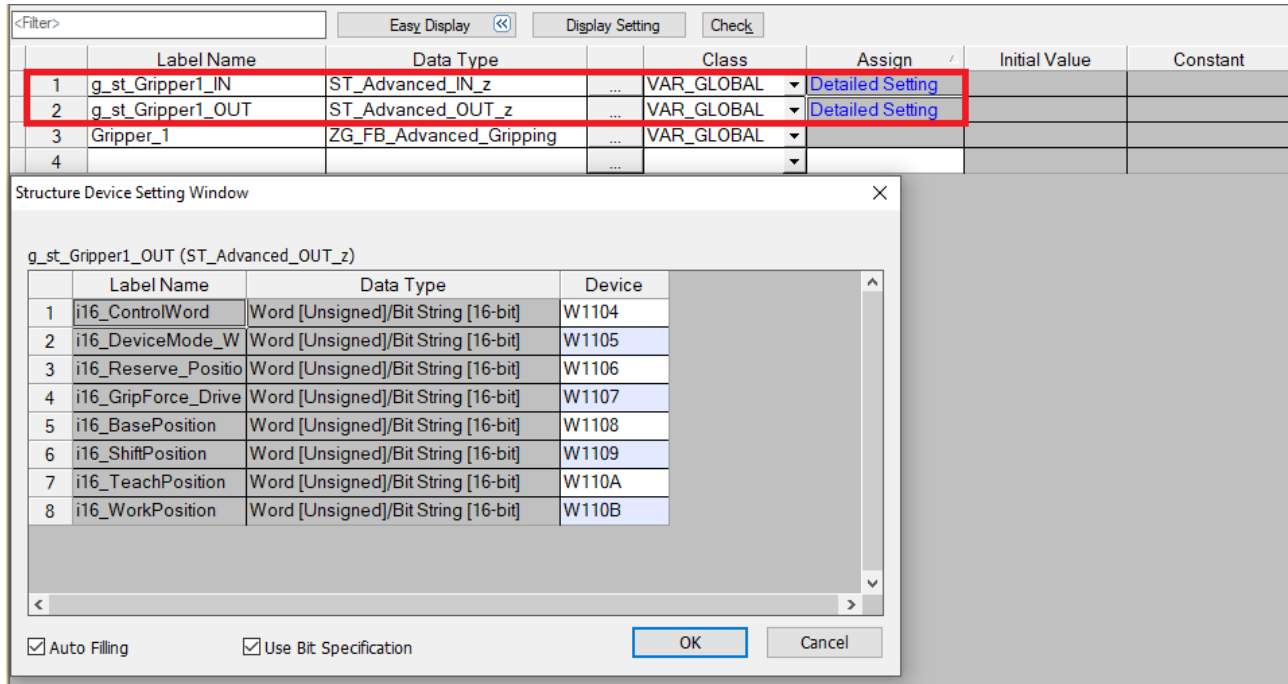 <Filter>
Easy Display
Display Setting
Check
Label Name Data Type Class Assign Initial Value Constant
1 g_st_Gripper1_IN ST_Advanced_IN_z ... VAR_GLOBAL Detailed Setting
2 g_st_Gripper1_OUT ST_Advanced_OUT_z ... VAR_GLOBAL Detailed Setting
3 Gripper_1 ZG_FB_Advanced_Gripping ... VAR_GLOBAL
4 ...
Structure Device Setting Window
g_st_Gripper1_OUT (ST_Advanced_OUT_z)
Label Name Data Type Device
1 i16_ControlWord Word [Unsigned]/Bit String [16-bit] W1104
2 i16_DeviceMode_W Word [Unsigned]/Bit String [16-bit] W1105
3 i16_Reserve_Positio Word [Unsigned]/Bit String [16-bit] W1106
4 i16_GripForce_Drive Word [Unsigned]/Bit String [16-bit] W1107
5 i16_BasePosition Word [Unsigned]/Bit String [16-bit] W1108
6 i16_ShiftPosition Word [Unsigned]/Bit String [16-bit] W1109
7 i16_TeachPosition Word [Unsigned]/Bit String [16-bit] W110A
8 i16_WorkPosition Word [Unsigned]/Bit String [16-bit] W110B
Auto Filling
Use Bit Specification
OK
Cancel